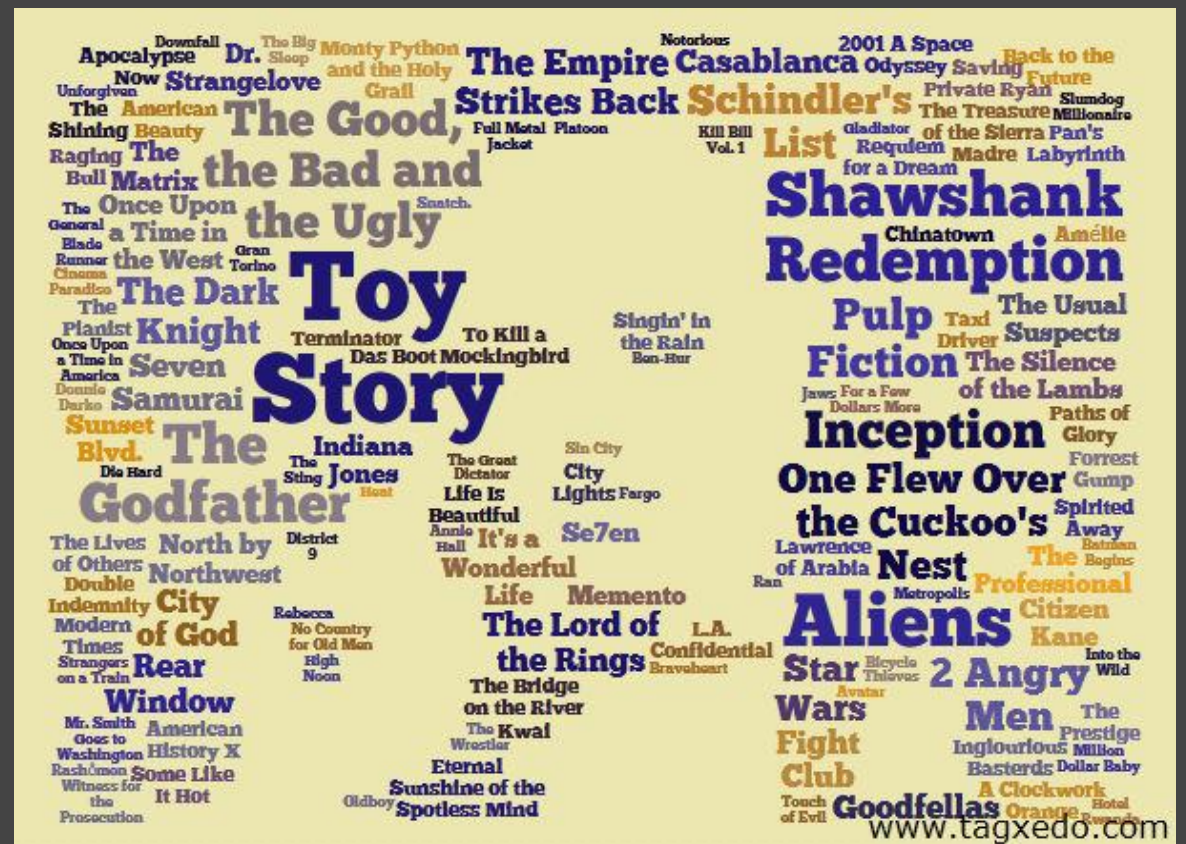 Downfall
Apocalypse
Now
Dr.
Strangelove
The Big
Sleep
Monty Python
and the Holy
Grail
The Empire
Strikes Back
Notorious
Casablanca
2001 A Space
Odyssey
Back to the
Future
Unforgiven
The
Shining
American
Beauty
The Good,
the Bad and
the Ugly
Full Metal
Jacket
Platoon
Kill Bill
Vol. 1
Schindler's
List
Saving
Private Ryan
Gladiator
The Treasure
of the Sierra
Madre
Slumdog
Millionaire
Requiem
for a Dream
Pan's
Labyrinth
Raging
Bull
The
Matrix
Snatch.
Shawshank
Redemption
The
General
Once Upon
a Time in
the West
Blade
Runner
Gran
Torino
Chinatown
Amélie
Cinema
Paradiso
The Dark
Knight
Toy
Story
The
Pianist
Terminator
To Kill a
Mockingbird
Das Boot
Singin' in
the Rain
Ben-Hur
Pulp
Fiction
Taxi
Driver
The Usual
Suspects
Once Upon
a Time in
America
Seven
Samurai
The Silence
of the Lambs
Donnie
Darko
Jaws
For a Few
Dollars More
Sunset
Blvd.
The
Godfather
Inception
Paths of
Glory
Die Hard
The
Sting
Indiana
Jones
Heat
The Great
Dictator
Sin City
City
Lights
Fargo
One Flew Over
the Cuckoo's
Nest
Forrest
Gump
Life Is
Beautiful
Spirited
Away
The Lives
of Others
North by
Northwest
District
9
Annie
Hall
It's a
Wonderful
Life
Se7en
Lawrence
of Arabia
The
Professional
Batman
Begins
Double
Indemnity
City
of God
Memento
Ran
Metropolis
Aliens
Citizen
Kane
Modern
Times
Rebecca
No Country
for Old Men
The Lord of
the Rings
L.A.
Confidential
Braveheart
Strangers
on a Train
Rear
Window
High
Noon
Star
Wars
Bicycle
Thieves
Avatar
2 Angry
Men
Into the
Wild
The Bridge
on the River
Kwai
Mr. Smith
Goes to
Washington
American
History X
The
Wrestler
Fight
Club
The
Prestige
Inglourious
Basterds
Million
Dollar Baby
Rashômon
Some Like
It Hot
Eternal
Sunshine of the
Spotless Mind
Witness for
the
Prosecution
Oldboy
Touch
of Evil
Goodfellas
A Clockwork
Orange
Hotel
Rwanda
www.tagxedo.com